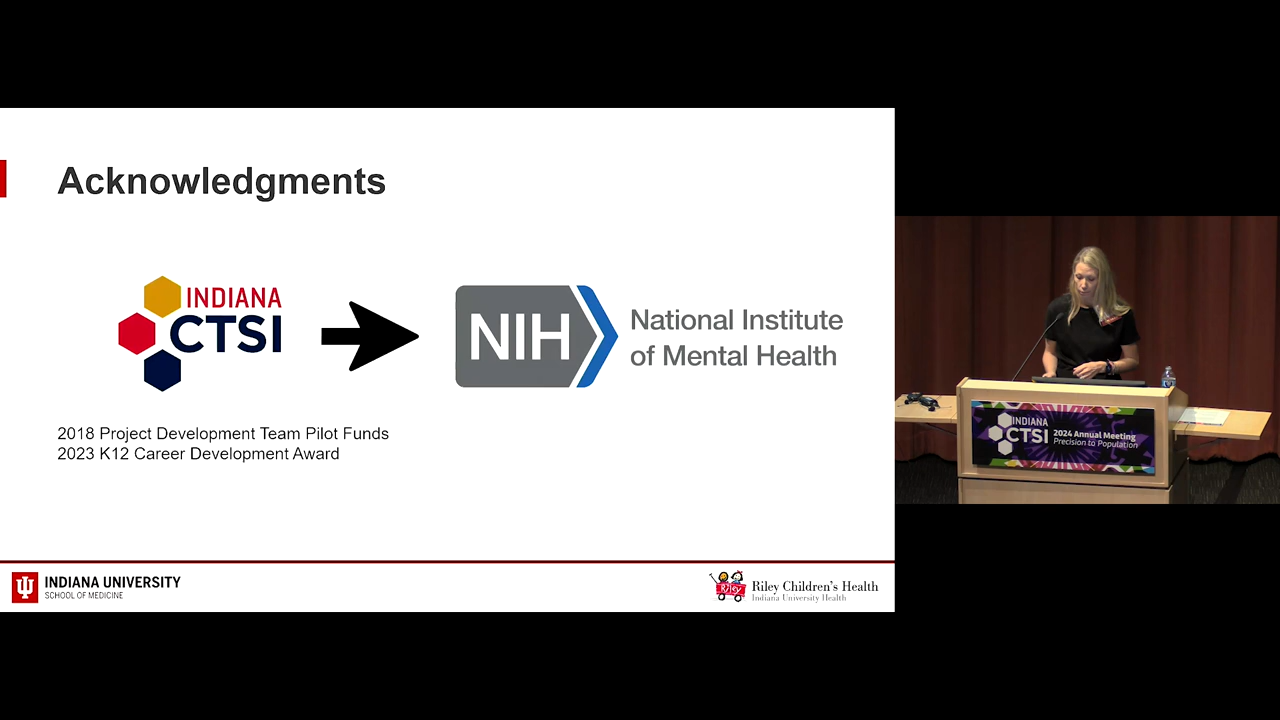 Acknowledgments
INDIANA
CTSI
NIH
National Institute
of Mental Health
2018 Project Development Team Pilot Funds
2023 K12 Career Development Award
INDIANA UNIVERSITY
SCHOOL OF MEDICINE
Riley
Riley Children's Health
Indiana University Health
INDIANA
CTSI
2024 Annual Meeting
Precision to Population